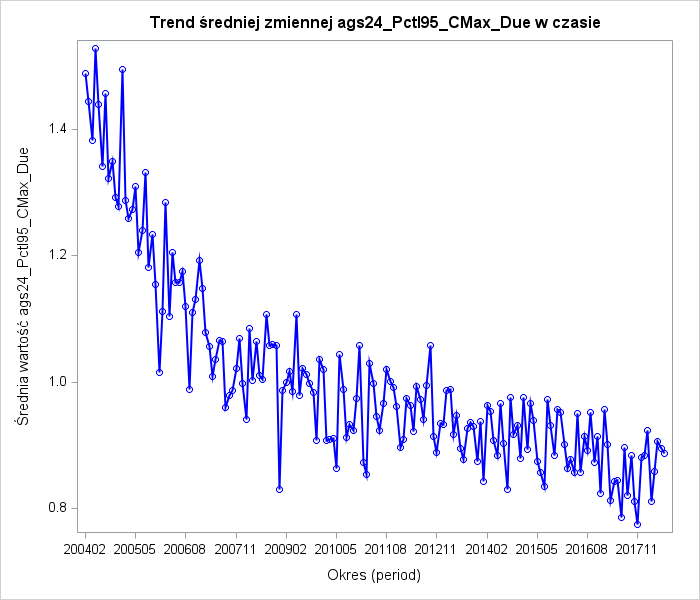 Trend średniej zmiennej ags24_Pctl95_CMax_Due w czasie
Średnia wartość ags24_Pctl95_CMax_Due
1.4
1.2
1.0
0.8
200402 200505 200608 200711 200902 201005 201108 201211 201402 201505 201608 201711
Okres (period)